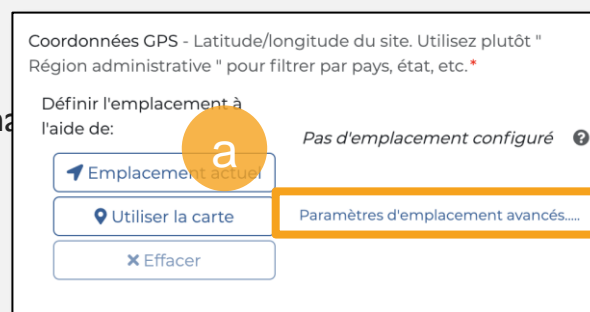 Coordonnées GPS - Latitude/longitude du site. Utilisez plutôt "
Région administrative " pour filtrer par pays, état, etc.*
Définir l'emplacement à
l'aide de:
a
Pas d'emplacement configuré ?
Emplacement actuel
Utiliser la carte
Paramètres d'emplacement avancés.....
Effacer